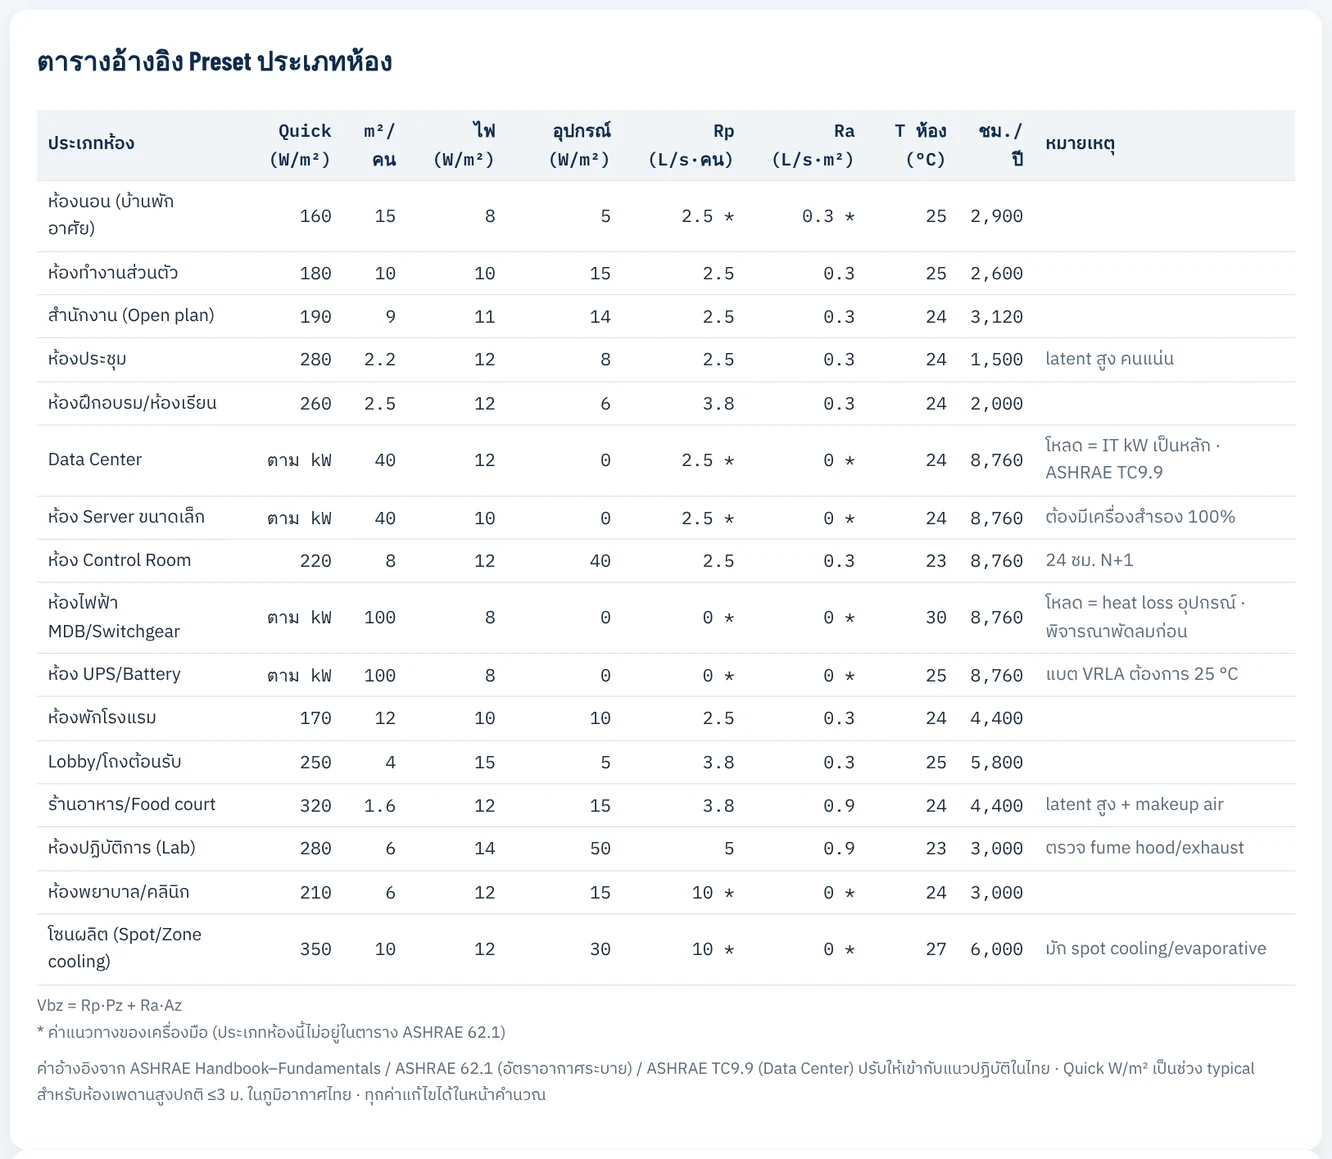 ตารางอ้างอิง Preset ประเภทห้อง
ประเภทห้อง Quick (W/m²) m²/คน ไฟ (W/m²) อุปกรณ์ (W/m²) Rp (L/s·คน) Ra (L/s·m²) T ห้อง (°C) ชม./ปี หมายเหตุ
ห้องนอน (บ้านพักอาศัย) 160 15 8 5 2.5 * 0.3 * 25 2,900
ห้องทำงานส่วนตัว 180 10 10 15 2.5 0.3 25 2,600
สำนักงาน (Open plan) 190 9 11 14 2.5 0.3 24 3,120
ห้องประชุม 280 2.2 12 8 2.5 0.3 24 1,500 latent สูง คนแน่น
ห้องฝึกอบรม/ห้องเรียน 260 2.5 12 6 3.8 0.3 24 2,000
Data Center ตาม kW 40 12 0 2.5 * 0 * 24 8,760 โหลด = IT kW เป็นหลัก · ASHRAE TC9.9
ห้อง Server ขนาดเล็ก ตาม kW 40 10 0 2.5 * 0 * 24 8,760 ต้องมีเครื่องสำรอง 100%
ห้อง Control Room 220 8 12 40 2.5 0.3 23 8,760 24 ชม. N+1
ห้องไฟฟ้า MDB/Switchgear ตาม kW 100 8 0 0 * 0 * 30 8,760 โหลด = heat loss อุปกรณ์ · พิจารณาพัดลมก่อน
ห้อง UPS/Battery ตาม kW 100 8 0 0 * 0 * 25 8,760 แบต VRLA ต้องการ 25 °C
ห้องพักโรงแรม 170 12 10 10 2.5 0.3 24 4,400
Lobby/โถงต้อนรับ 250 4 15 5 3.8 0.3 25 5,800
ร้านอาหาร/Food court 320 1.6 12 15 3.8 0.9 24 4,400 latent สูง + makeup air
ห้องปฏิบัติการ (Lab) 280 6 14 50 5 0.9 23 3,000 ตรวจ fume hood/exhaust
ห้องพยาบาล/คลินิก 210 6 12 15 10 * 0 * 24 3,000
โซนผลิต (Spot/Zone cooling) 350 10 12 30 10 * 0 * 27 6,000 มัก spot cooling/evaporative
Vbz = Rp·Pz + Ra·Az
* ค่าแนวทางของเครื่องมือ (ประเภทห้องนี้ไม่อยู่ในตาราง ASHRAE 62.1)
ค่าอ้างอิงจาก ASHRAE Handbook–Fundamentals / ASHRAE 62.1 (อัตราอากาศระบาย) / ASHRAE TC9.9 (Data Center) ปรับให้เข้ากับแนวปฏิบัติในไทย · Quick W/m² เป็นช่วง typical
สำหรับห้องเพดานสูงปกติ ≤3 ม. ในภูมิอากาศไทย · ทุกค่าแก้ไขได้ในหน้าคำนวณ